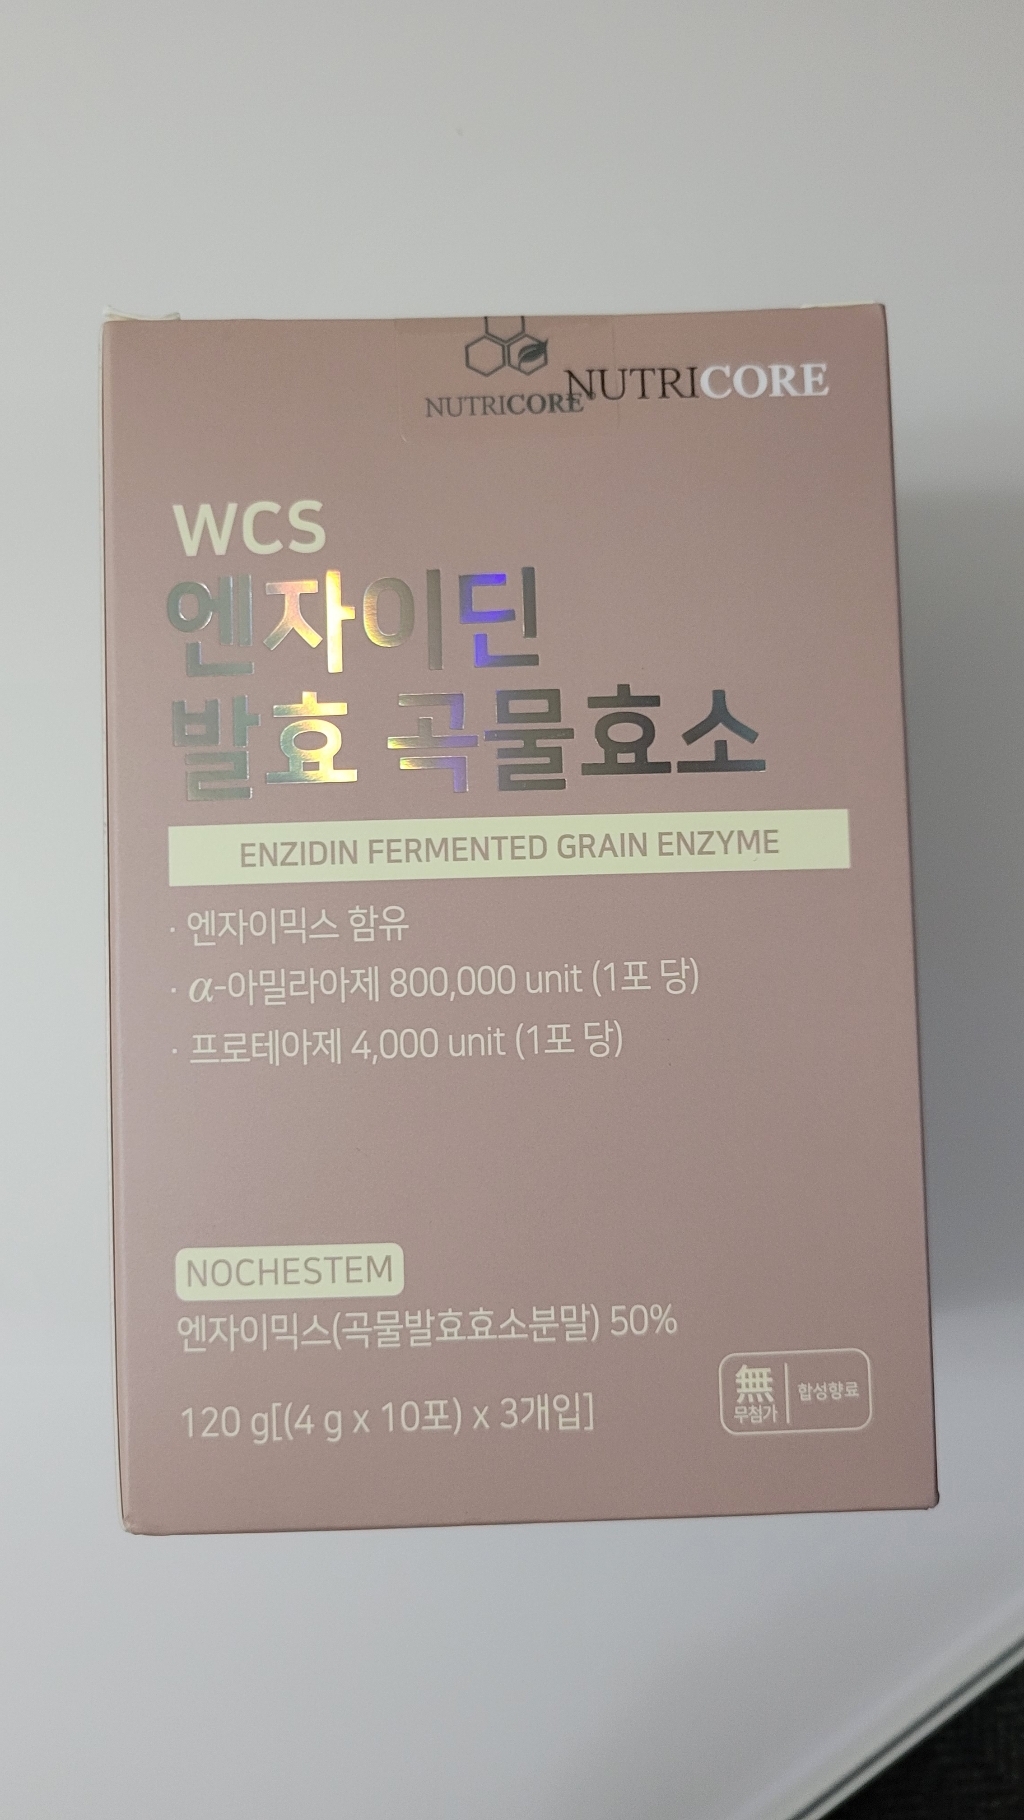 NUTRICORE®
NUTRICORE
WCS
엔자이딘
발효 곡물효소
ENZIDIN FERMENTED GRAIN ENZYME
· 엔자이믹스 함유
· α-아밀라아제 800,000 unit (1포 당)
· 프로테아제 4,000 unit (1포 당)
NOCHESTEM
엔자이믹스(곡물발효효소분말) 50%
120 g[(4 g x 10포) x 3개입]
無
무첨가
합성향료